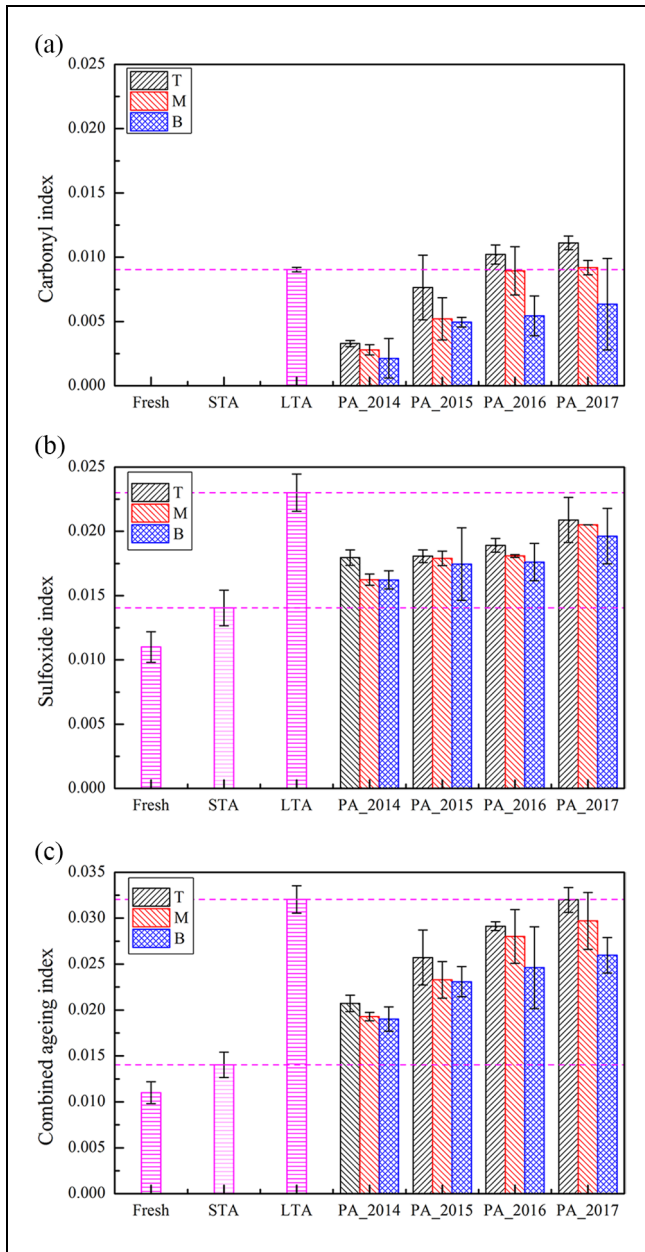 (a)
Carbonyl index
0.025
0.020
0.015
0.010
0.005
0.000
T
M
B
Fresh STA LTA PA_2014 PA_2015 PA_2016 PA_2017
(b)
Sulfoxide index
0.025
0.020
0.015
0.010
0.005
0.000
T
M
B
Fresh STA LTA PA_2014 PA_2015 PA_2016 PA_2017
(c)
Combined ageing index
0.035
0.030
0.025
0.020
0.015
0.010
0.005
0.000
T
M
B
Fresh STA LTA PA_2014 PA_2015 PA_2016 PA_2017